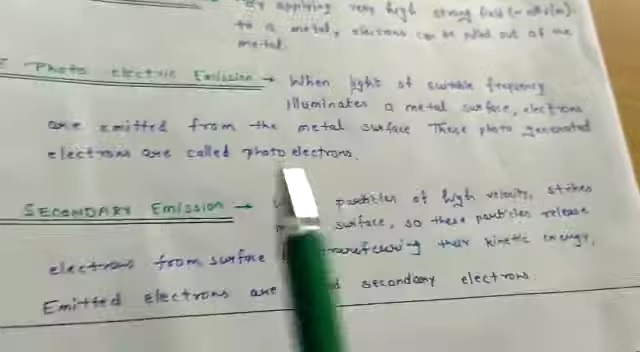 applying very high strong field
to a metal, electrons can be pulled out of the
metal.
Photo electric Emission → When light of suitable frequency
illuminates a metal surface, electrons
are emitted from the metal surface These photo generated
electrons are called photo electrons.
SECONDARY EMISSION → particles of high velocity, strikes
surface, so these particles release
electrons from surface transferring their kinetic energy,
Emitted electrons are secondary electrons.